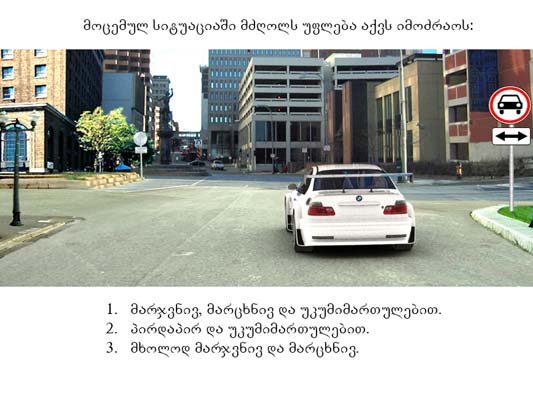 მოცემულ სიტუაციაში მძღოლს უფლება აქვს იმოძრაოს:
1. მარჯვნივ, მარცხნივ და უკუმიმართულებით.
2. პირდაპირ და უკუმიმართულებით.
3. მხოლოდ მარჯვნივ და მარცხნივ.